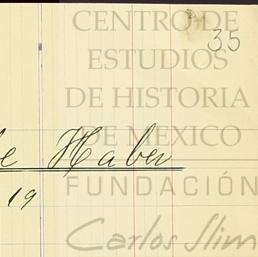 CENTRO DE
35
ESTUDIOS
DE HISTORIA
DE MEXICO
e Haber
FUNDACIÓN
19
Carlos Slim